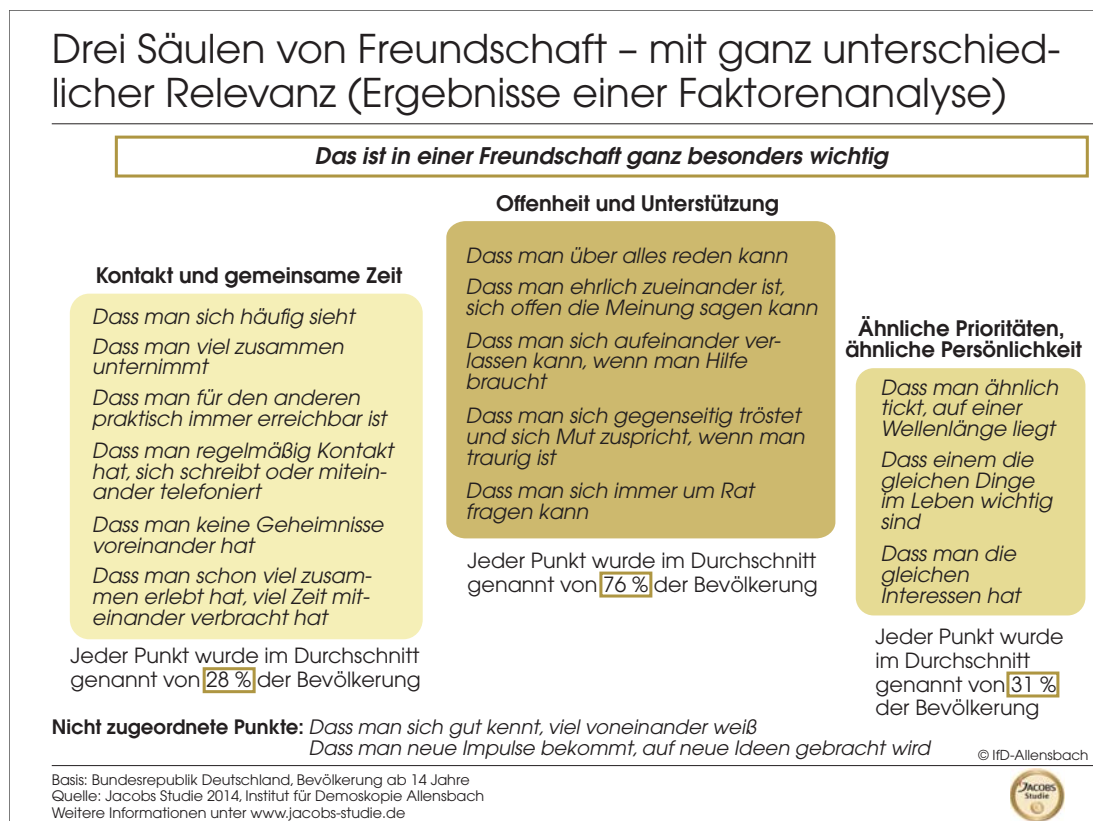 Drei Säulen von Freundschaft – mit ganz unterschied-
licher Relevanz (Ergebnisse einer Faktorenanalyse)
Das ist in einer Freundschaft ganz besonders wichtig
Kontakt und gemeinsame Zeit
Dass man sich häufig sieht
Dass man viel zusammen
unternimmt
Dass man für den anderen
praktisch immer erreichbar ist
Dass man regelmäßig Kontakt
hat, sich schreibt oder mitein-
ander telefoniert
Dass man keine Geheimnisse
voreinander hat
Dass man schon viel zusam-
men erlebt hat, viel Zeit mit-
einander verbracht hat
Jeder Punkt wurde im Durchschnitt
genannt von 28 % der Bevölkerung
Offenheit und Unterstützung
Dass man über alles reden kann
Dass man ehrlich zueinander ist,
sich offen die Meinung sagen kann
Dass man sich aufeinander ver-
lassen kann, wenn man Hilfe
braucht
Dass man sich gegenseitig tröstet
und sich Mut zuspricht, wenn man
traurig ist
Dass man sich immer um Rat
fragen kann
Jeder Punkt wurde im Durchschnitt
genannt von 76 % der Bevölkerung
Ähnliche Prioritäten,
ähnliche Persönlichkeit
Dass man ähnlich
tickt, auf einer
Wellenlänge liegt
Dass einem die
gleichen Dinge
im Leben wichtig
sind
Dass man die
gleichen
Interessen hat
Jeder Punkt wurde
im Durchschnitt
genannt von 31 %
der Bevölkerung
Nicht zugeordnete Punkte: Dass man sich gut kennt, viel voneinander weiß
Dass man neue Impulse bekommt, auf neue Ideen gebracht wird
© IfD-Allensbach
Basis: Bundesrepublik Deutschland, Bevölkerung ab 14 Jahre
Quelle: Jacobs Studie 2014, Institut für Demoskopie Allensbach
Weitere Informationen unter www.jacobs-studie.de
JACOBS
Studie